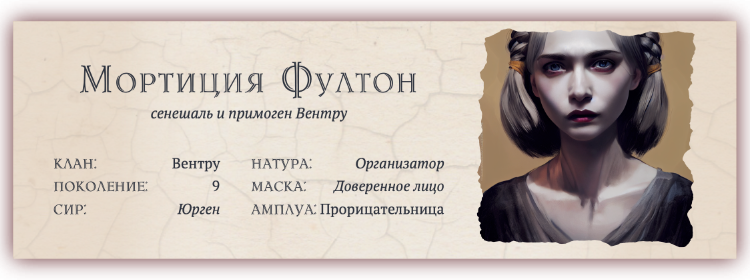 Мортиция Фултон
сенешаль и примоген Вентру
КЛАН: Вентру НАТУРА: Организатор
ПОКОЛЕНИЕ: 9 МАСКА: Доверенное лицо
СИР: Юрген АМПЛУА: Прорицательница